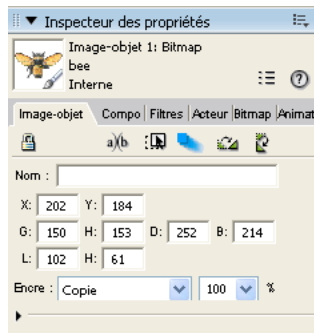 Inspecteur des propriétés
Image-objet 1: Bitmap
bee
Interne
Image-objet Compo Filtres Acteur Bitmap Animat
a)(b
Nom :
X: 202 Y: 184
G: 150 H: 153 D: 252 B: 214
L: 102 H: 61
Encre : Copie 100 %